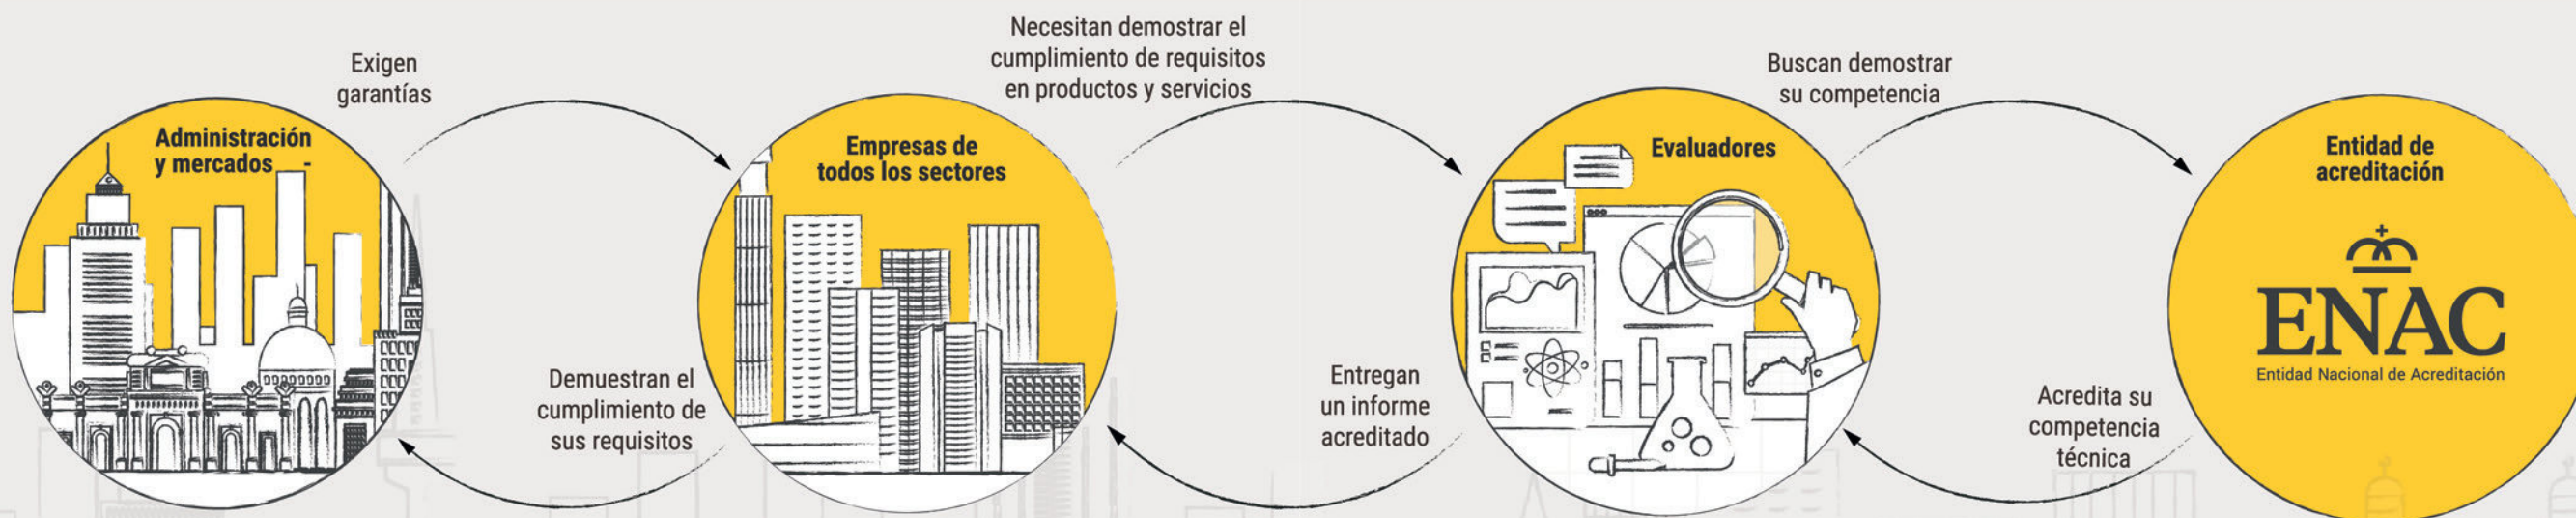 Exigen
garantías
Necesitan demostrar el
cumplimiento de requisitos
en productos y servicios
Buscan demostrar
su competencia
Administración
y mercados
Empresas de
todos los sectores
Evaluadores
Entidad de
acreditación
ENAC
Entidad Nacional de Acreditación
Demuestran el
cumplimiento de
sus requisitos
Entregan
un informe
acreditado
Acredita su
competencia
técnica